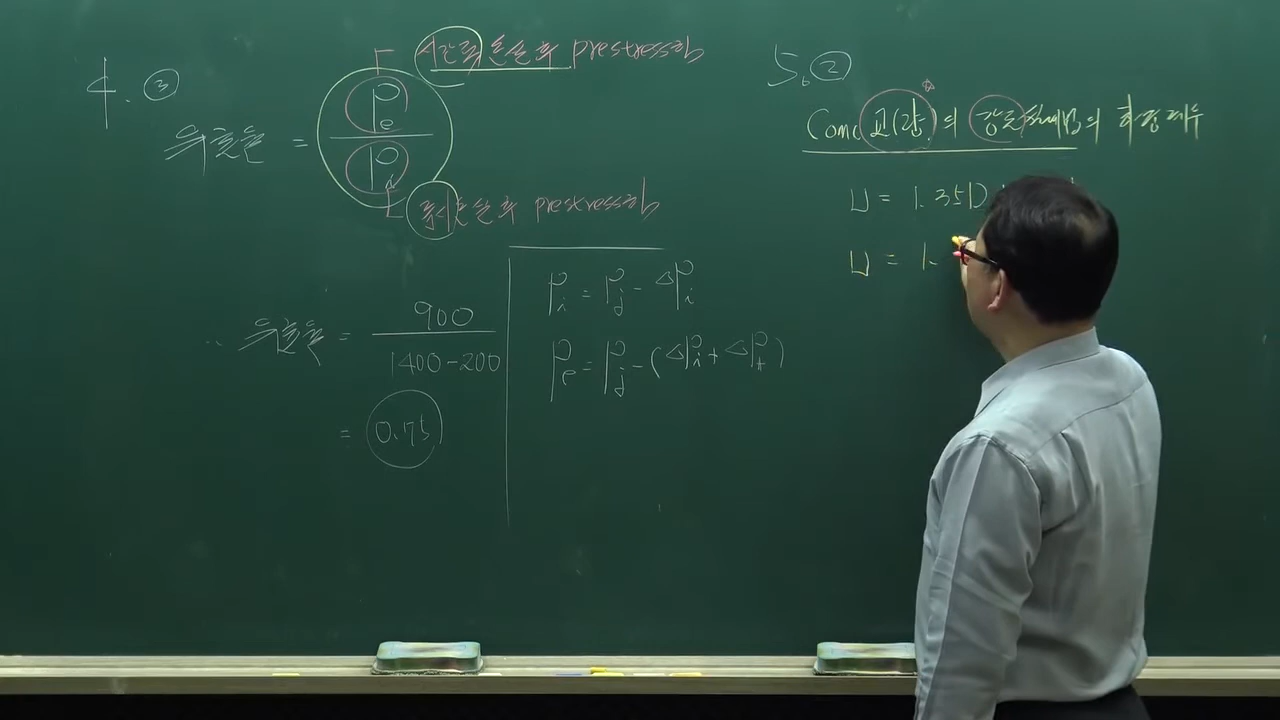 4. ③
시간적 손실후 prestress힘
유효율 = Pe / Pi
즉시손실후 prestress힘
∴ 유효율 = 900 / 1400-200
= 0.75
Pi = Pj - ΔPi
Pe = Pj - (ΔPi + ΔPt)
5. ②
Conc 교(량)의 강도설계법의 하중계수
U = 1.35D
U = 1.